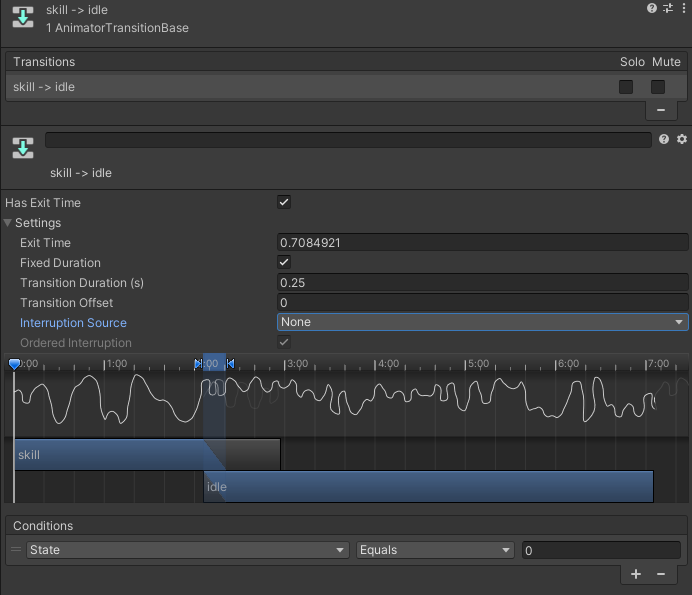 skill -> idle
1 AnimatorTransitionBase
Transitions Solo Mute
skill -> idle
skill -> idle
Has Exit Time
Settings
Exit Time 0.7084921
Fixed Duration
Transition Duration (s) 0.25
Transition Offset 0
Interruption Source None
Ordered Interruption
0:00 1:00 2:00 3:00 4:00 5:00 6:00 7:00
skill
idle
Conditions
State Equals 0